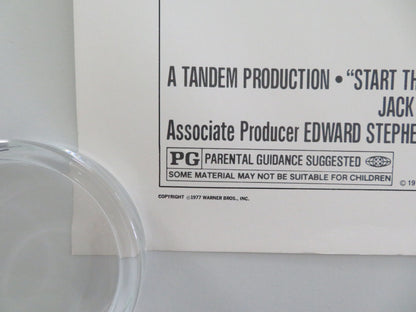 A TANDEM PRODUCTION • “START TH
JACK
Associate Producer EDWARD STEPHE
PG PARENTAL GUIDANCE SUGGESTED
SOME MATERIAL MAY NOT BE SUITABLE FOR CHILDREN
© 19
COPYRIGHT ©1977 WARNER BROS., INC.